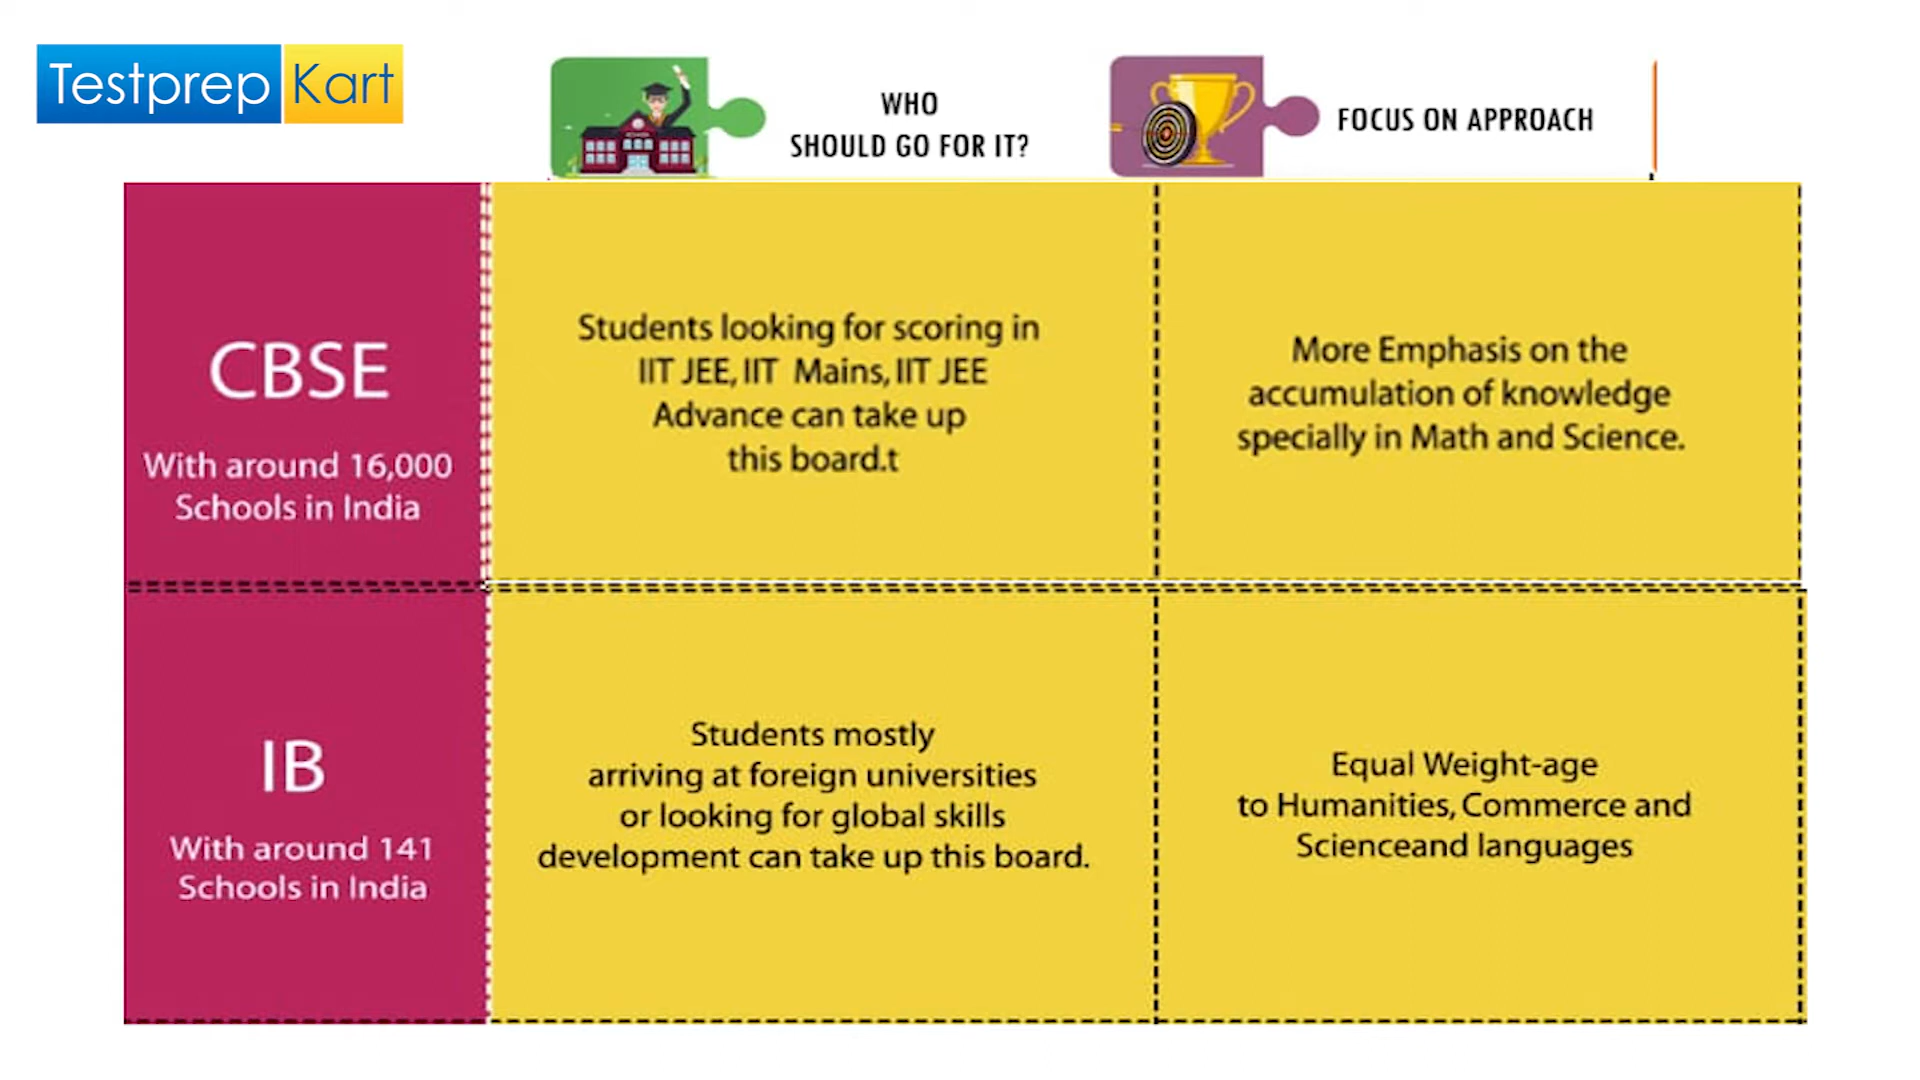 Testprep Kart
WHO
SHOULD GO FOR IT?
FOCUS ON APPROACH
CBSE
With around 16,000
Schools in India
Students looking for scoring in
IIT JEE, IIT Mains, IIT JEE
Advance can take up
this board.t
More Emphasis on the
accumulation of knowledge
specially in Math and Science.
IB
With around 141
Schools in India
Students mostly
arriving at foreign universities
or looking for global skills
development can take up this board.
Equal Weight-age
to Humanities, Commerce and
Scienceand languages